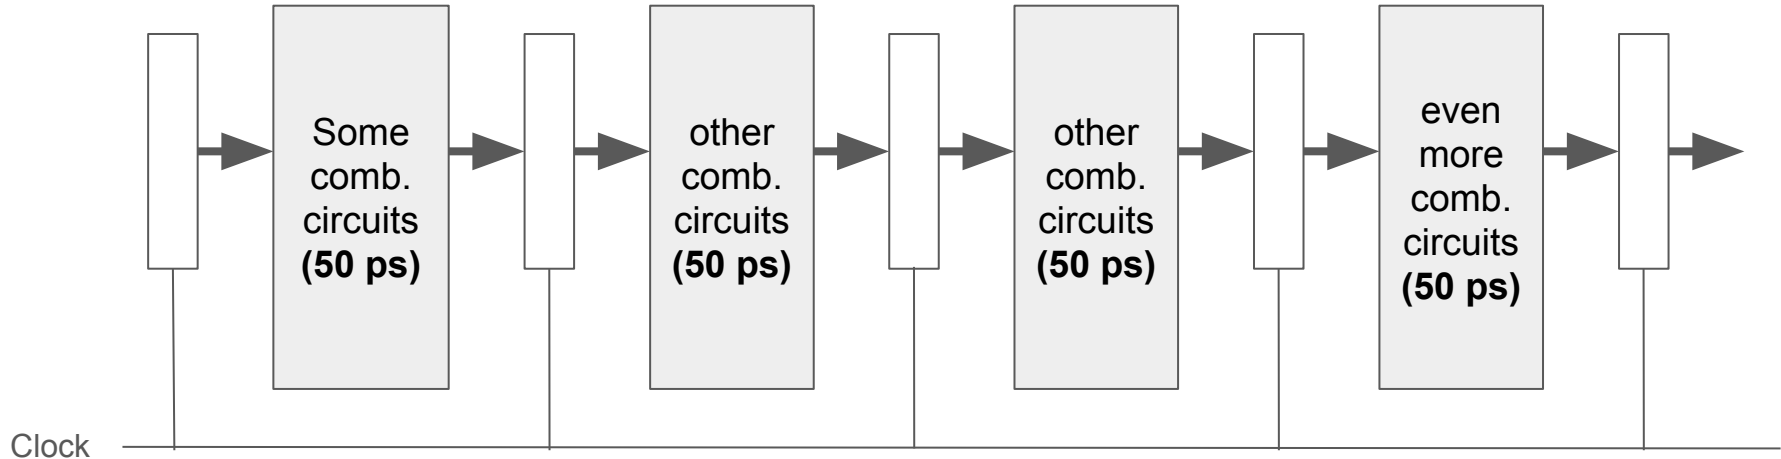 Some
comb.
circuits
(50 ps)
other
comb.
circuits
(50 ps)
other
comb.
circuits
(50 ps)
even
more
comb.
circuits
(50 ps)
Clock